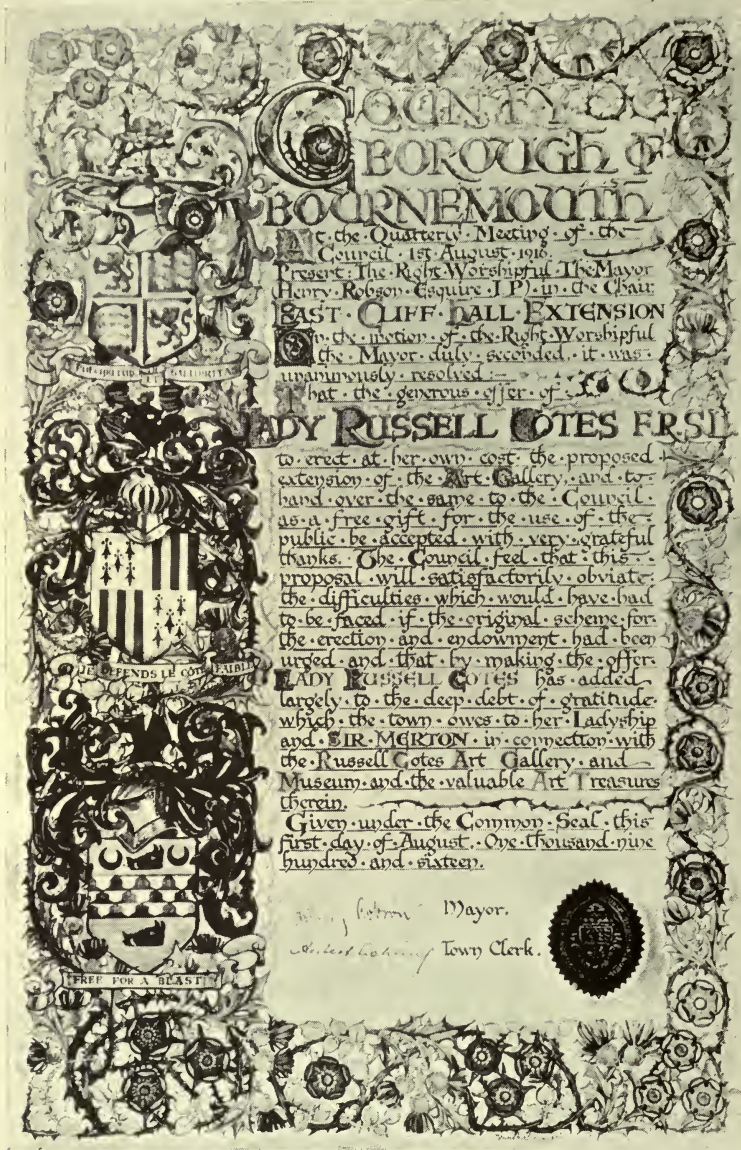 COUNTY
BOROUGH OF
BOURNEMOUTH
At · the · Quarterly · Meeting · of · the ·
Council · 1st · August · 1916 ·
Present · The · Right · Worshipful · The Mayor
(Henry · Robson · Esquire · J P) · in · the · Chair
EAST · CLIFF · HALL · EXTENSION
On · the · motion · of · the · Right · Worshipful
the · Mayor · duly · seconded · it · was ·
unanimously · resolved :-
That · the · generous · offer · of ·
LADY RUSSELL COTES FRSL
to · erect · at · her · own · cost · the · proposed
extension · of · the · Art · Gallery · and · to ·
hand · over · the · same · to · the · Council ·
as · a · free · gift · for · the · use · of · the ·
public · be · accepted · with · very · grateful
thanks. · The · Council · feel · that · this ·
proposal · will · satisfactorily · obviate ·
the · difficulties · which · would · have · had
to · be · faced · if · the · original · scheme · for ·
the · erection · and · endowment · had · been
urged · and · that · by · making · the · offer ·
LADY RUSSELL COTES has · added
largely · to · the · deep · debt · of · gratitude ·
which · the · town · owes · to · her · Ladyship
and · SIR · MERTON · in · connection · with
the · Russell · Cotes Art Gallery · and
Museum · and · the · valuable Art Treasures
therein.
Given · under · the · Common · Seal · this
first · day · of · August · One · thousand · nine
hundred · and · sixteen.
Mayor.
Town Clerk.
ET SALUBRITAS
JE DEFENDS LE COTE FAIBLE
FREE FOR A BLAST